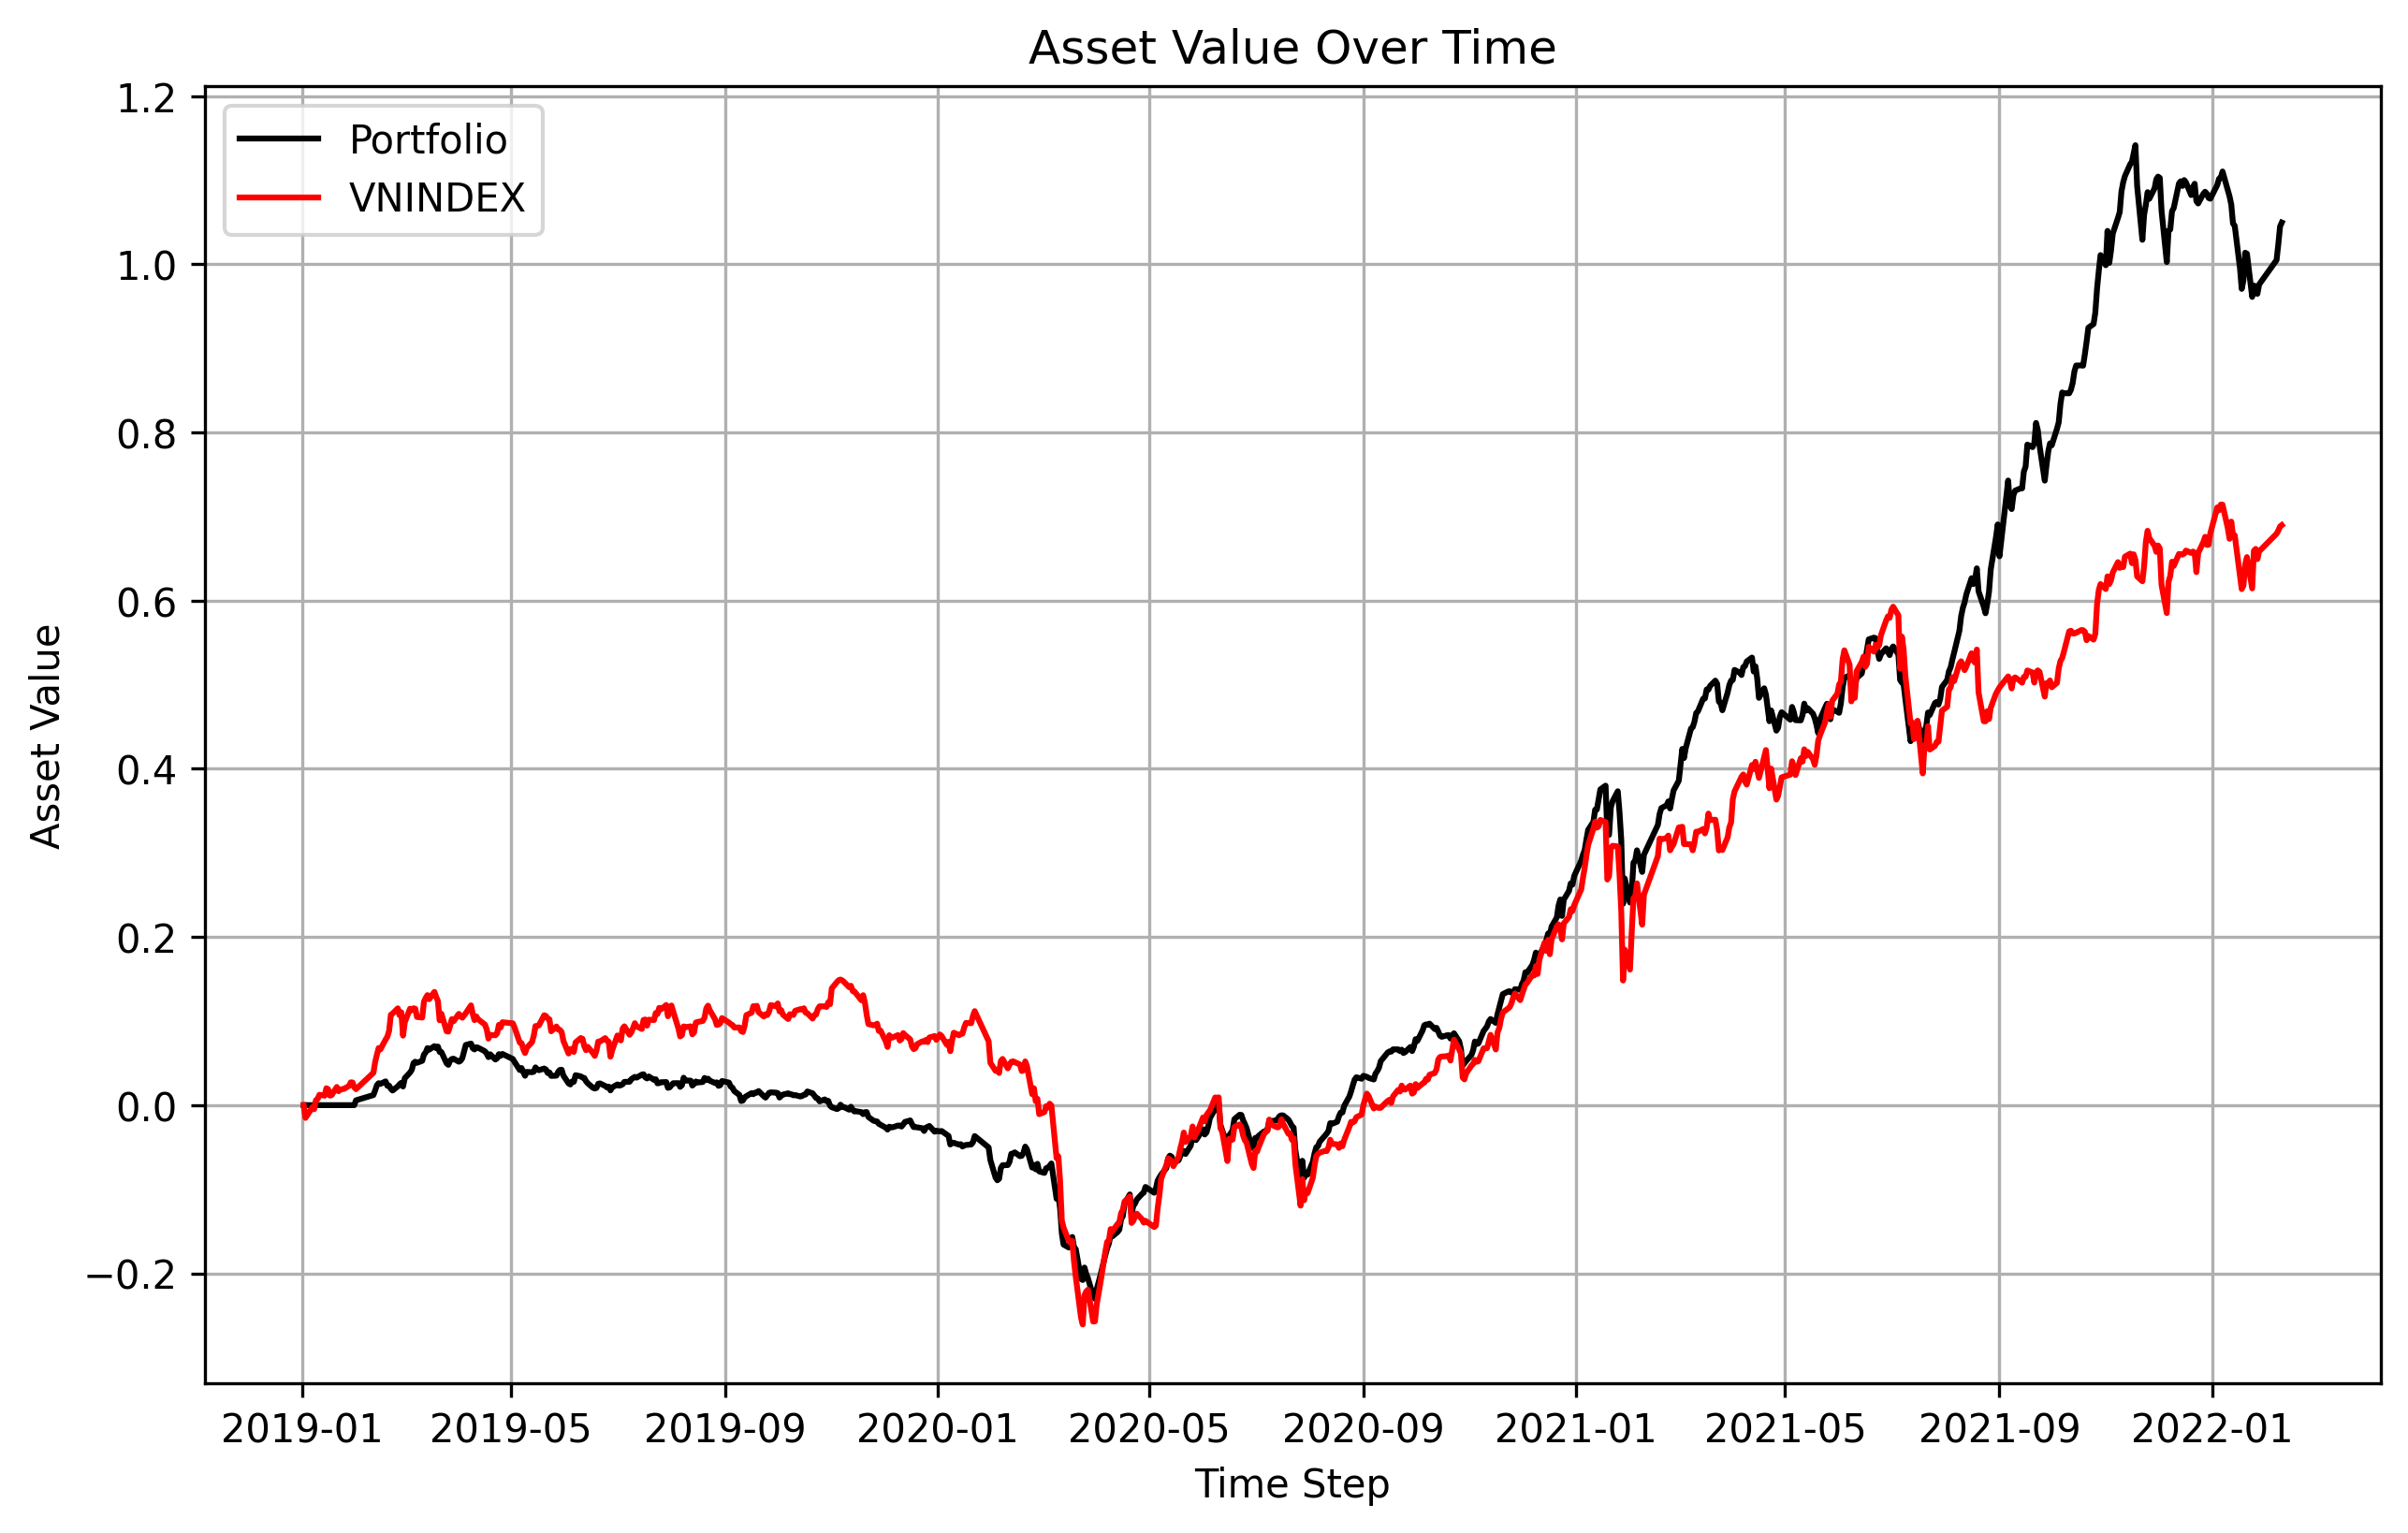 Asset Value Over Time
Portfolio
VNINDEX
1.2
1.0
0.8
0.6
0.4
0.2
0.0
−0.2
Asset Value
2019-01 2019-05 2019-09 2020-01 2020-05 2020-09 2021-01 2021-05 2021-09 2022-01
Time Step